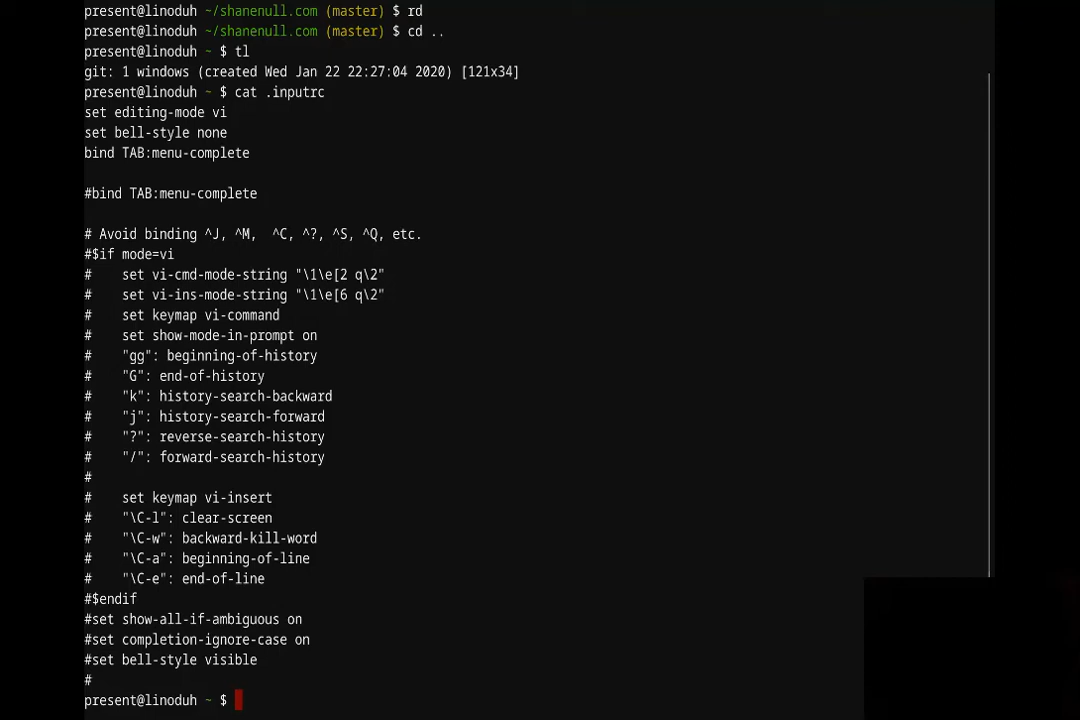 present@linoduh ~/shanenull.com (master) $ rd
present@linoduh ~/shanenull.com (master) $ cd ..
present@linoduh ~ $ tl
git: 1 windows (created Wed Jan 22 22:27:04 2020) [121x34]
present@linoduh ~ $ cat .inputrc
set editing-mode vi
set bell-style none
bind TAB:menu-complete

#bind TAB:menu-complete

# Avoid binding ^J, ^M,  ^C, ^?, ^S, ^Q, etc.
#$if mode=vi
#    set vi-cmd-mode-string "\1\e[2 q\2"
#    set vi-ins-mode-string "\1\e[6 q\2"
#    set keymap vi-command
#    set show-mode-in-prompt on
#    "gg": beginning-of-history
#    "G": end-of-history
#    "k": history-search-backward
#    "j": history-search-forward
#    "?": reverse-search-history
#    "/": forward-search-history
#
#    set keymap vi-insert
#    "\C-l": clear-screen
#    "\C-w": backward-kill-word
#    "\C-a": beginning-of-line
#    "\C-e": end-of-line
#$endif
#set show-all-if-ambiguous on
#set completion-ignore-case on
#set bell-style visible
#
present@linoduh ~ $